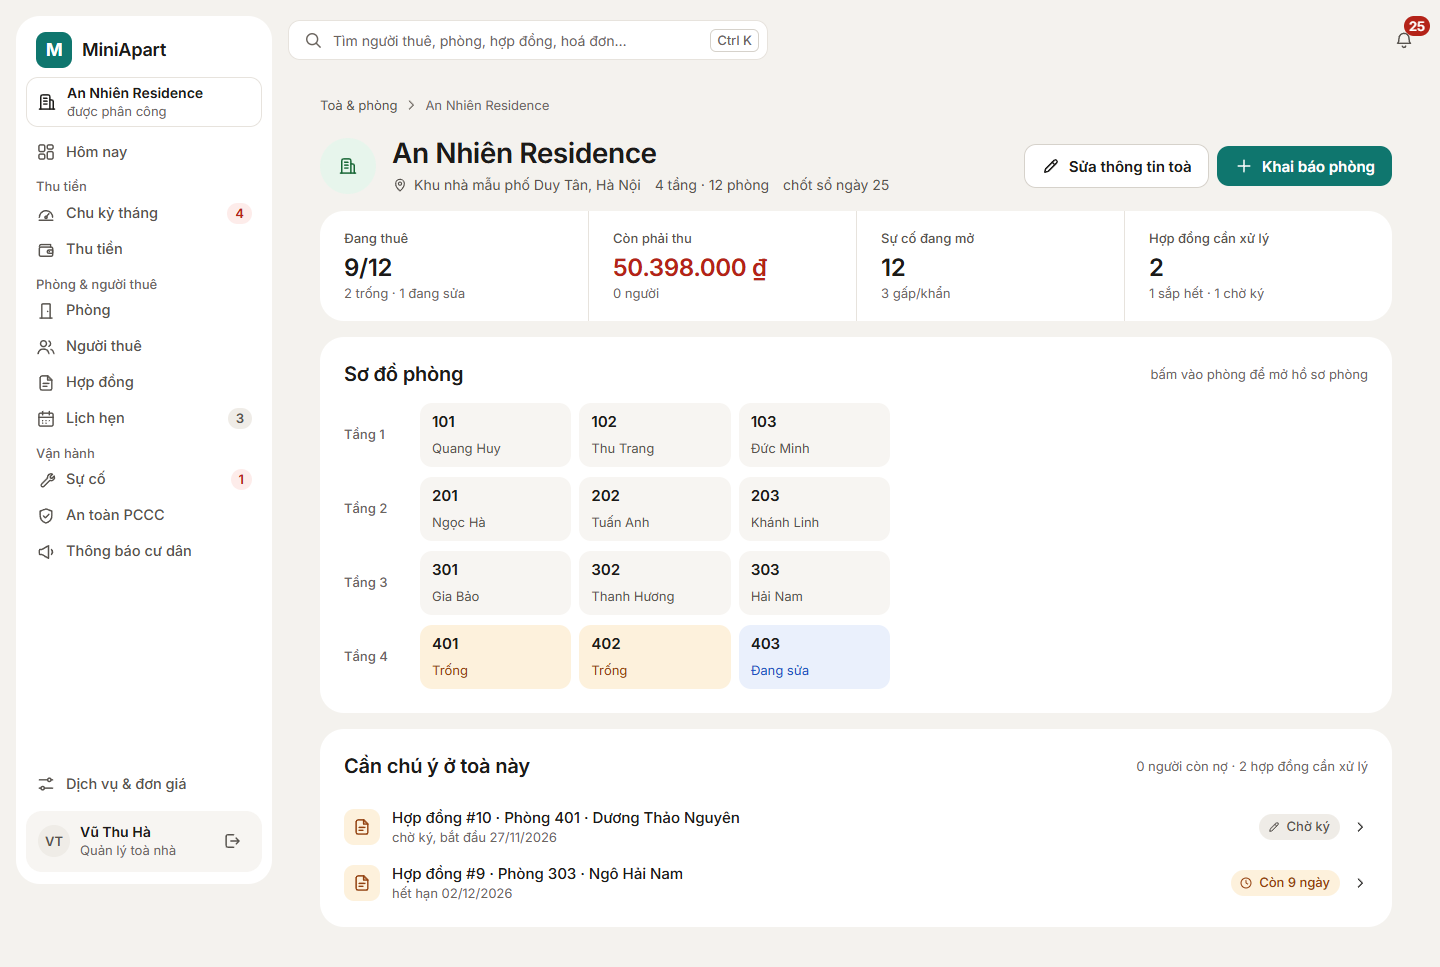 M MiniApart
An Nhiên Residence
được phân công
Hôm nay
Thu tiền
Chu kỳ tháng 4
Thu tiền
Phòng & người thuê
Phòng
Người thuê
Hợp đồng
Lịch hẹn 3
Vận hành
Sự cố 1
An toàn PCCC
Thông báo cư dân
Dịch vụ & đơn giá
VT
Vũ Thu Hà
Quản lý toà nhà
Tìm người thuê, phòng, hợp đồng, hoá đơn... Ctrl K
25
Toà & phòng > An Nhiên Residence
An Nhiên Residence
Khu nhà mẫu phố Duy Tân, Hà Nội 4 tầng · 12 phòng chốt sổ ngày 25
Sửa thông tin toà
+ Khai báo phòng
Đang thuê
9/12
2 trống · 1 đang sửa
Còn phải thu
50.398.000 ₫
0 người
Sự cố đang mở
12
3 gấp/khẩn
Hợp đồng cần xử lý
2
1 sắp hết · 1 chờ ký
Sơ đồ phòng
bấm vào phòng để mở hồ sơ phòng
Tầng 1
101
Quang Huy
102
Thu Trang
103
Đức Minh
Tầng 2
201
Ngọc Hà
202
Tuấn Anh
203
Khánh Linh
Tầng 3
301
Gia Bảo
302
Thanh Hương
303
Hải Nam
Tầng 4
401
Trống
402
Trống
403
Đang sửa
Cần chú ý ở toà này
0 người còn nợ · 2 hợp đồng cần xử lý
Hợp đồng #10 · Phòng 401 · Dương Thảo Nguyên
chờ ký, bắt đầu 27/11/2026
Chờ ký
Hợp đồng #9 · Phòng 303 · Ngô Hải Nam
hết hạn 02/12/2026
Còn 9 ngày